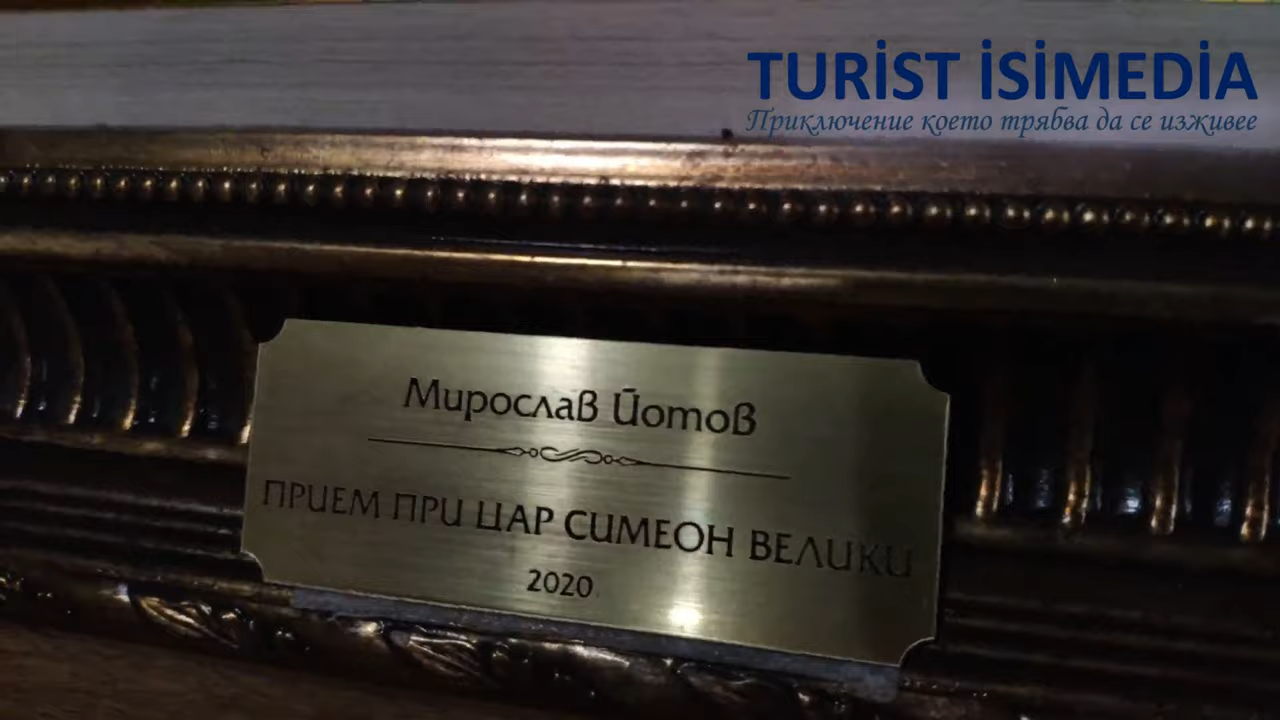 TURİST İSİMEDİA
Приключение което трябва да се изживее
Мирослав Йотов
ПРИЕМ ПРИ ЦАР СИМЕОН ВЕЛИКИ
2020